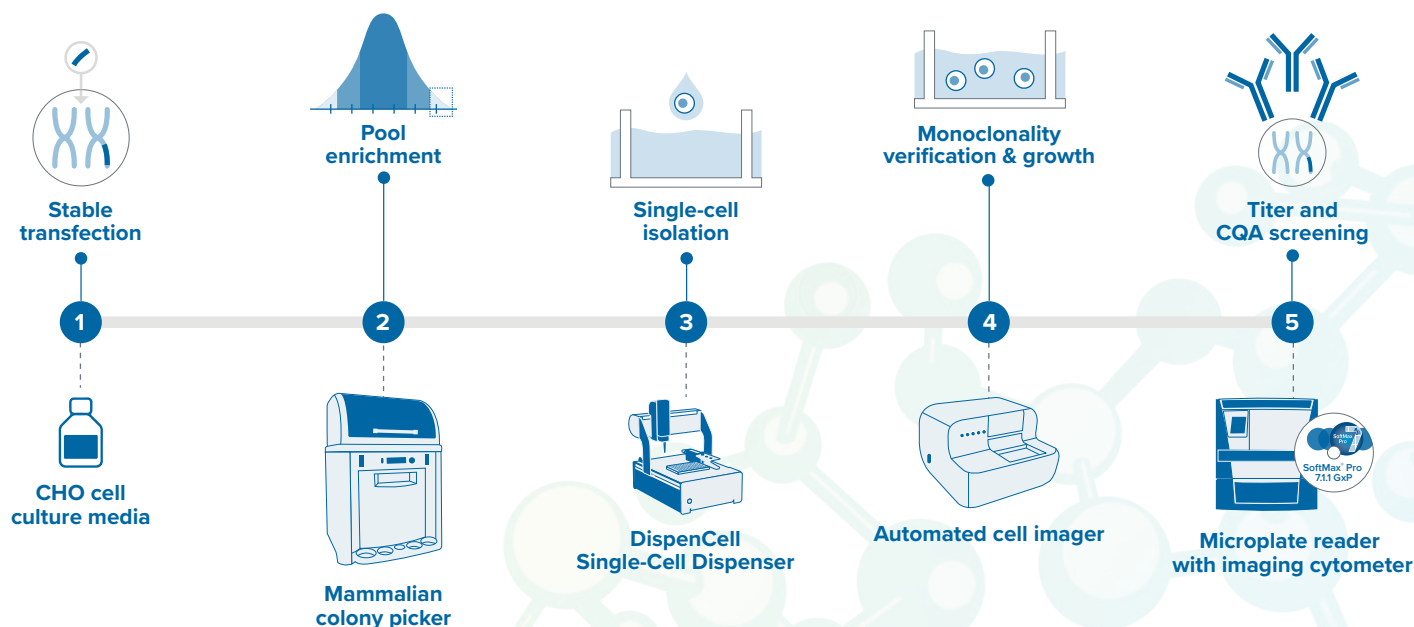 Stable
transfection
Pool
enrichment
Single-cell
isolation
Monoclonality
verification & growth
Titer and
CQA screening
1
2
3
4
5
CHO cell
culture media
Mammalian
colony picker
DispenCell
Single-Cell Dispenser
Automated cell imager
SoftMax
Pro
SoftMax® Pro
7.1.1 GxP
Microplate reader
with imaging cytometer